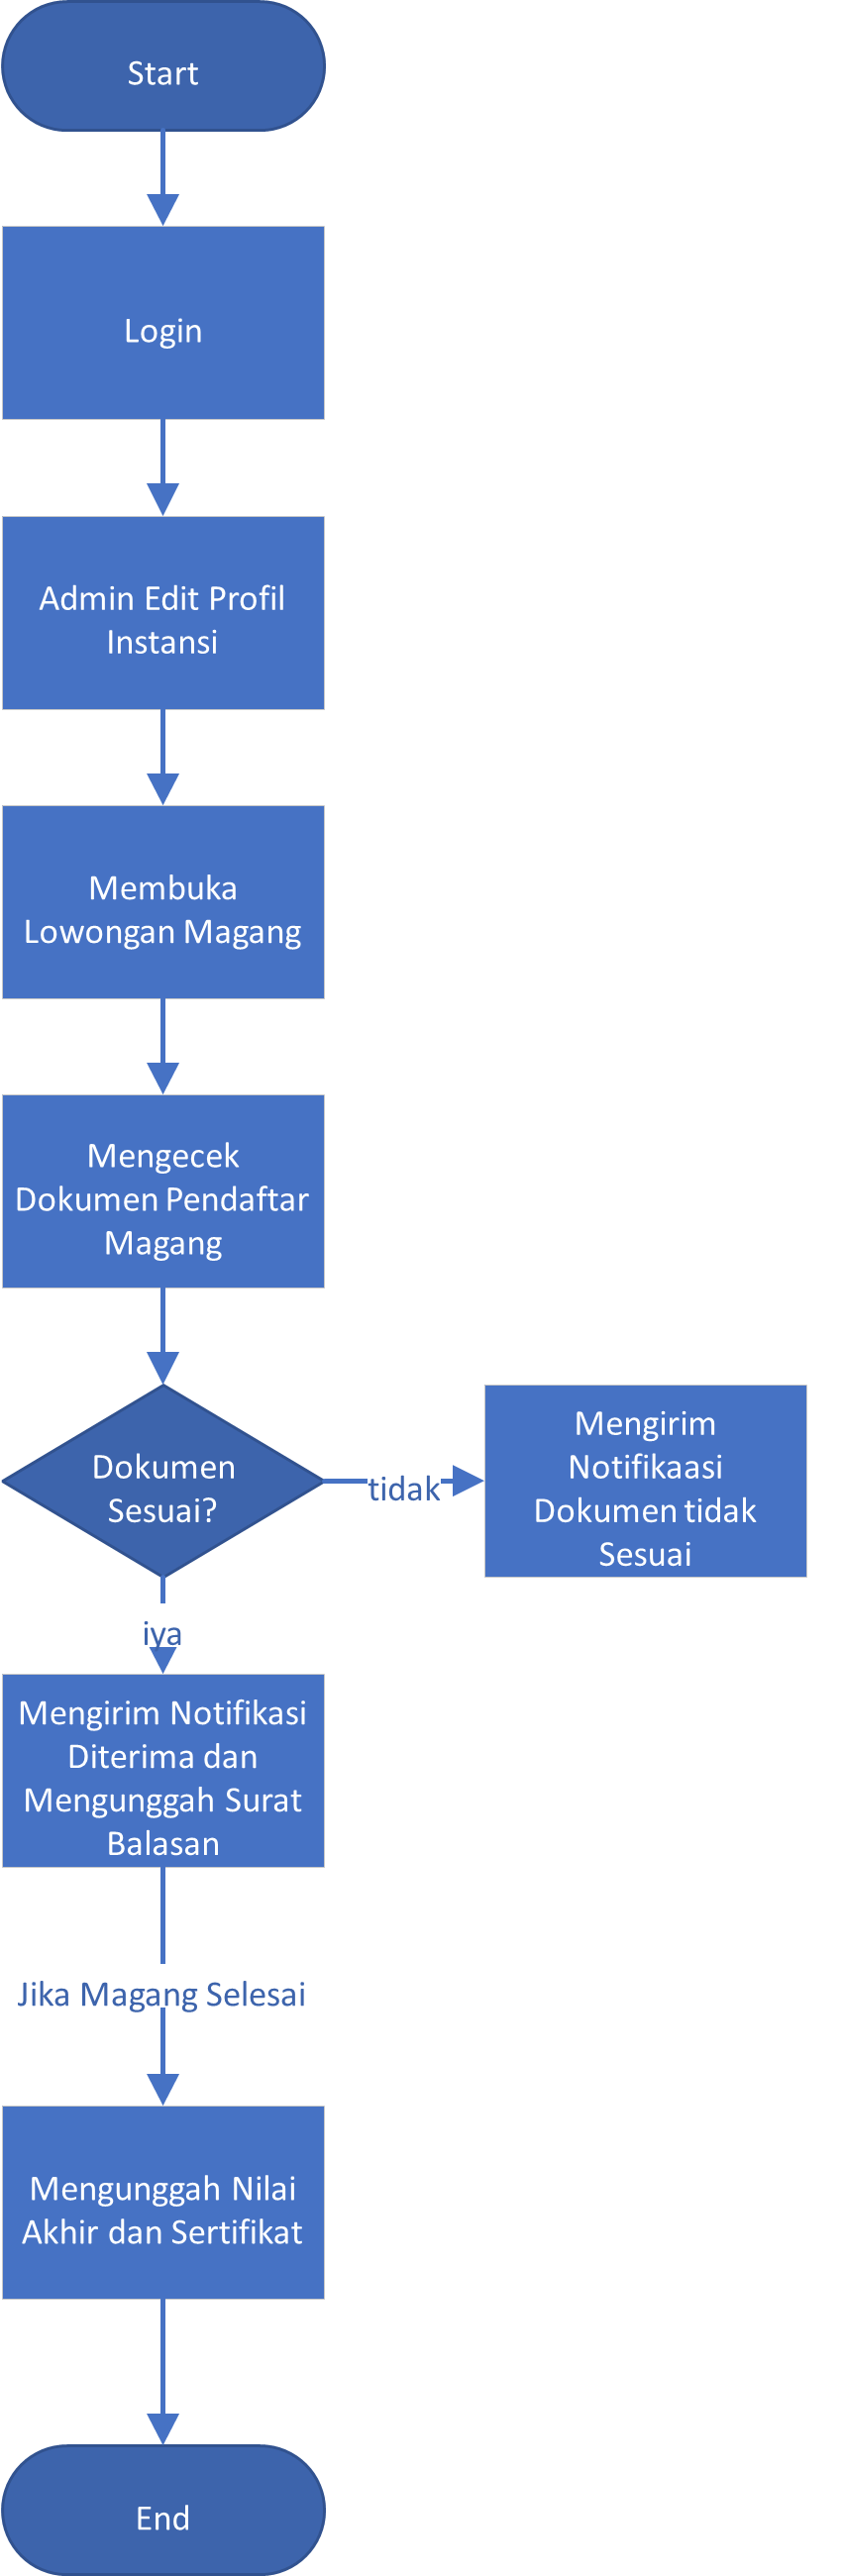 Start
Login
Admin Edit Profil
Instansi
Membuka
Lowongan Magang
Mengecek
Dokumen Pendaftar
Magang
Dokumen
Sesuai?
tidak
Mengirim
Notifikaasi
Dokumen tidak
Sesuai
iya
Mengirim Notifikasi
Diterima dan
Mengunggah Surat
Balasan
Jika Magang Selesai
Mengunggah Nilai
Akhir dan Sertifikat
End